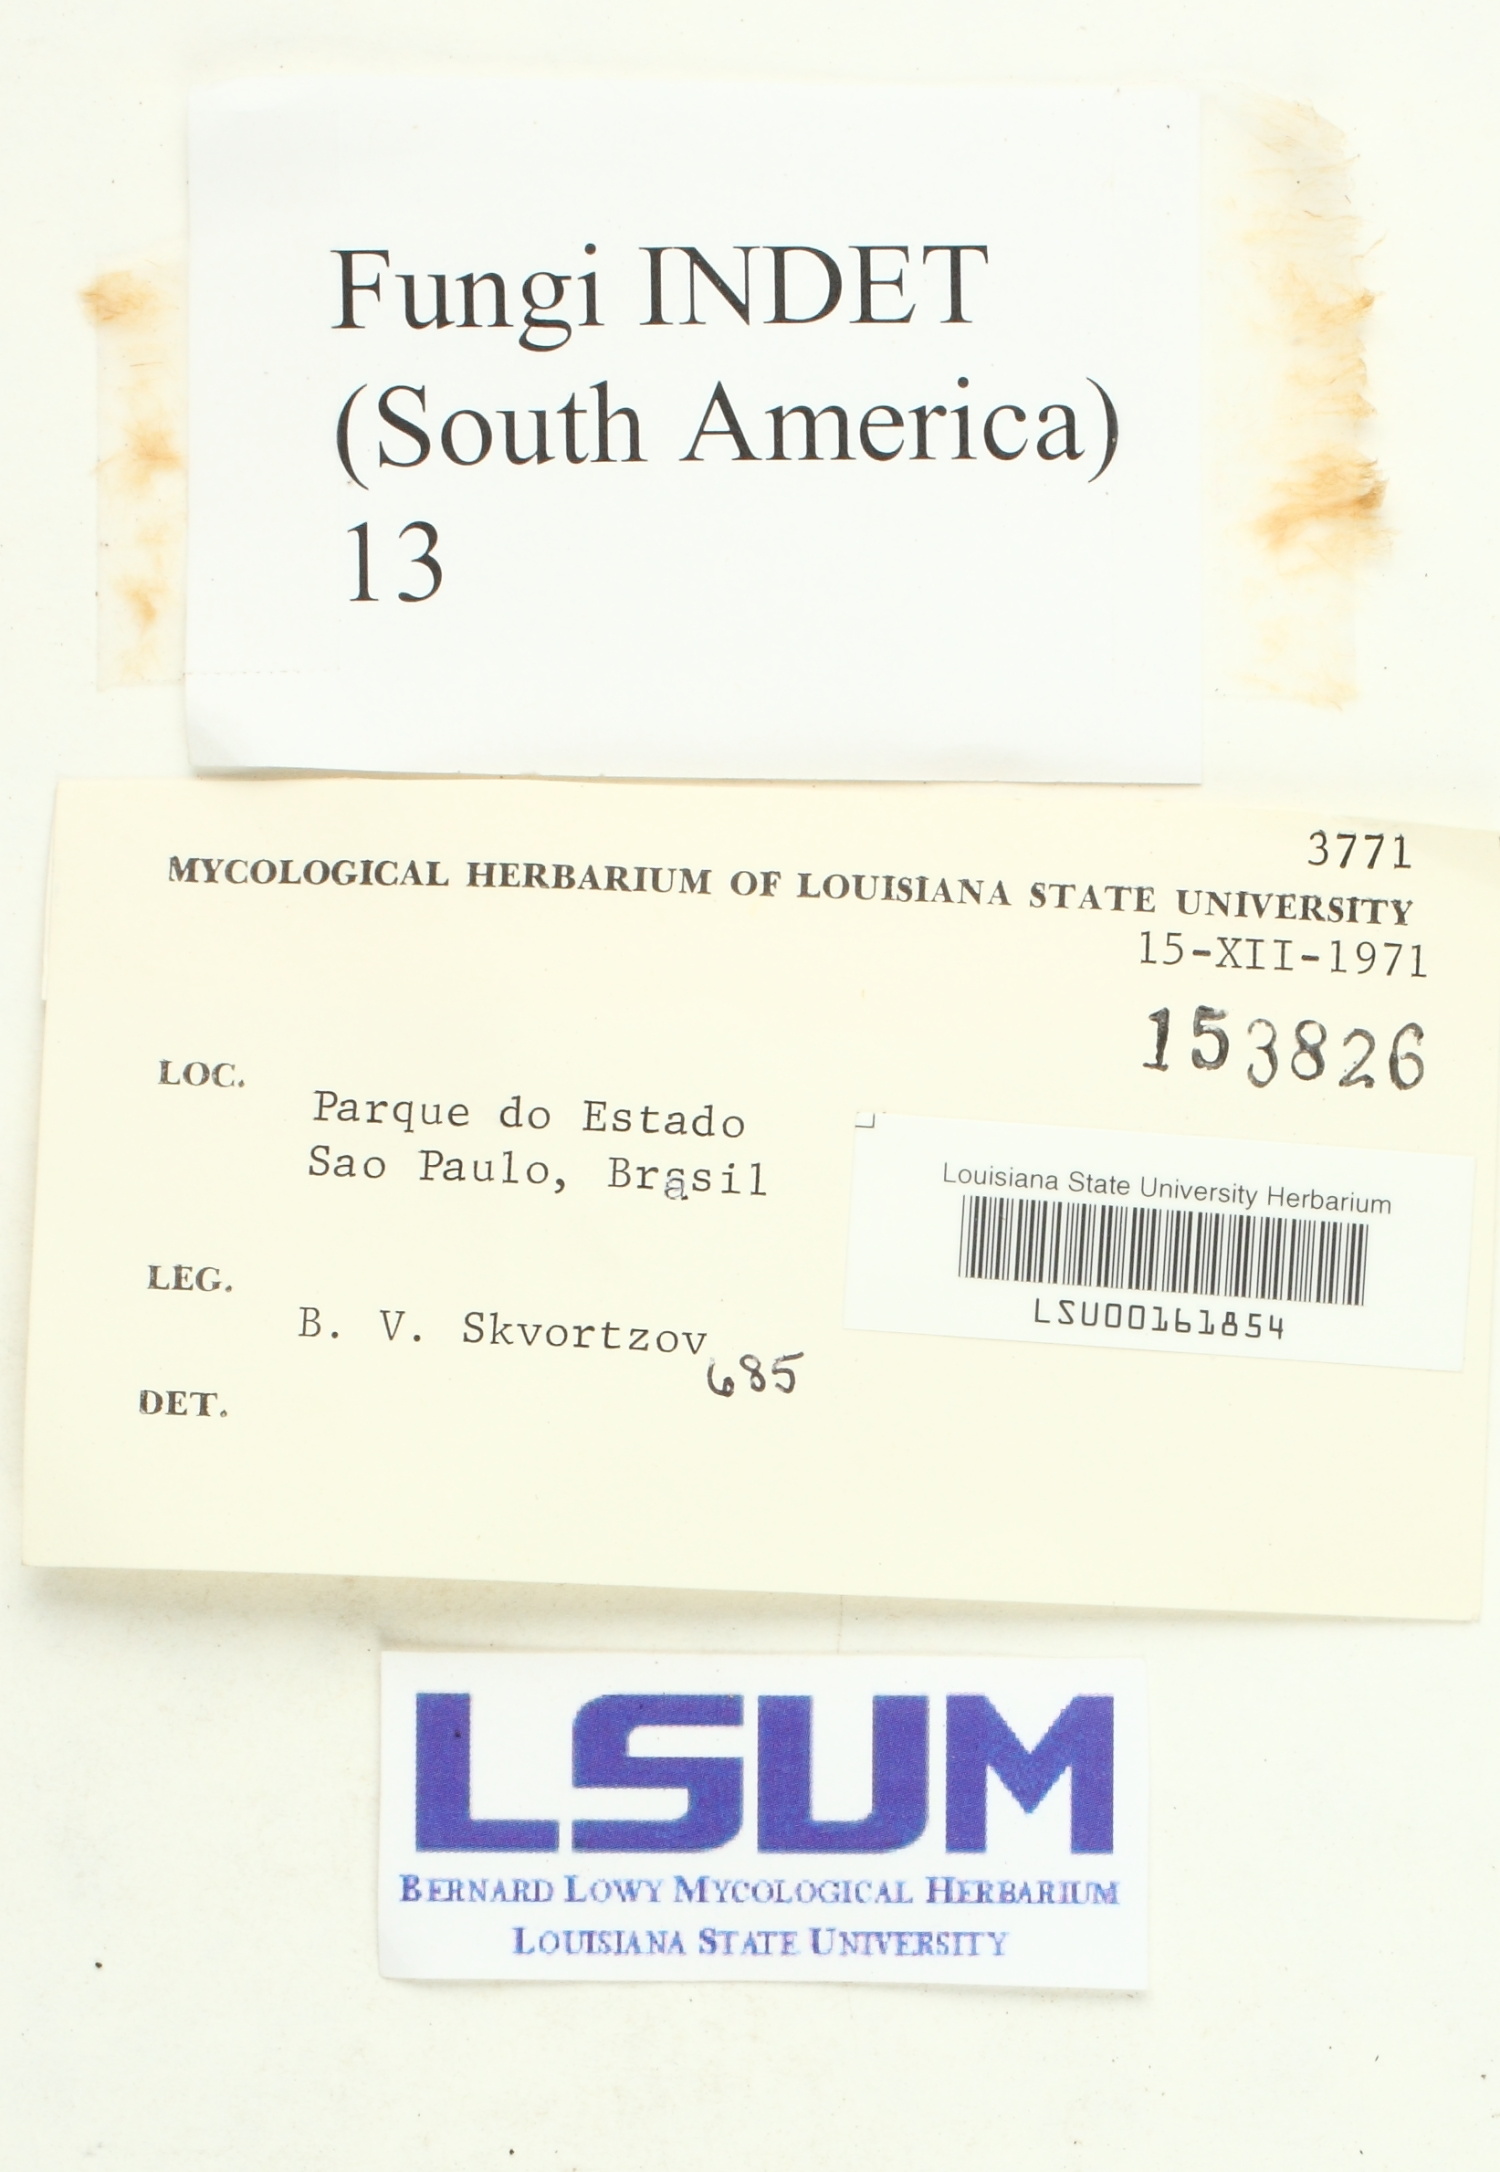 Fungi INDET
(South America)
13
3771
MYCOLOGICAL HERBARIUM OF LOUISIANA STATE UNIVERSITY
15-XII-1971
153826
LOC.
Parque do Estado
Sao Paulo, Brasil
Louisiana State University Herbarium
LSU00161854
LEG.
B. V. Skvortzov
685
DET.
LSUM
BERNARD LOWY MYCOLOGICAL HERBARIUM
LOUISIANA STATE UNIVERSITY